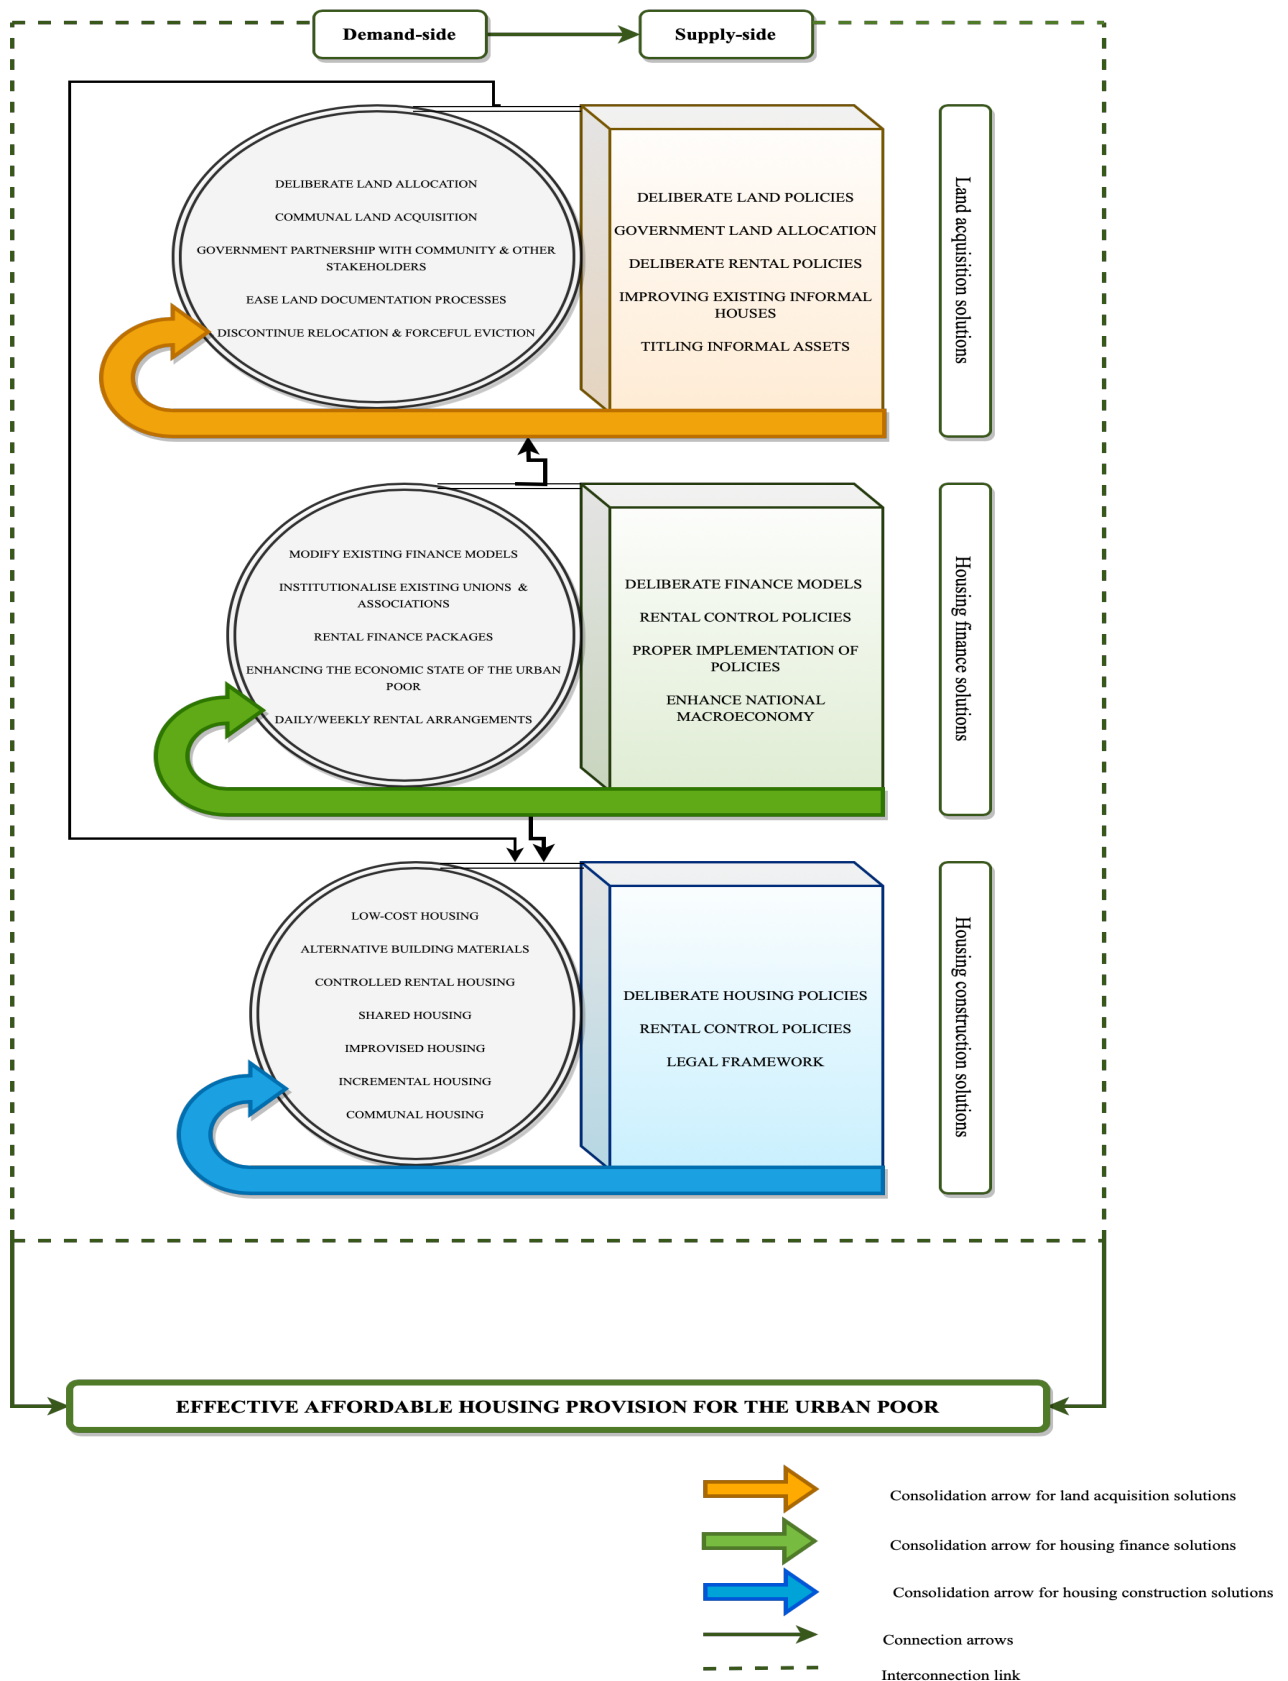 Demand-side
Supply-side
DELIBERATE LAND ALLOCATION
COMMUNAL LAND ACQUISITION
GOVERNMENT PARTNERSHIP WITH COMMUNITY & OTHER
STAKEHOLDERS
EASE LAND DOCUMENTATION PROCESSES
DISCONTINUE RELOCATION & FORCEFUL EVICTION
DELIBERATE LAND POLICIES
GOVERNMENT LAND ALLOCATION
DELIBERATE RENTAL POLICIES
IMPROVING EXISTING INFORMAL
HOUSES
TITLING INFORMAL ASSETS
Land acquisition solutions
MODIFY EXISTING FINANCE MODELS
INSTITUTIONALISE EXISTING UNIONS &
ASSOCIATIONS
RENTAL FINANCE PACKAGES
ENHANCING THE ECONOMIC STATE OF THE URBAN
POOR
DAILY/WEEKLY RENTAL ARRANGEMENTS
DELIBERATE FINANCE MODELS
RENTAL CONTROL POLICIES
PROPER IMPLEMENTATION OF
POLICIES
ENHANCE NATIONAL
MACROECONOMY
Housing finance solutions
LOW-COST HOUSING
ALTERNATIVE BUILDING MATERIALS
CONTROLLED RENTAL HOUSING
SHARED HOUSING
IMPROVISED HOUSING
INCREMENTAL HOUSING
COMMUNAL HOUSING
DELIBERATE HOUSING POLICIES
RENTAL CONTROL POLICIES
LEGAL FRAMEWORK
Housing construction solutions
EFFECTIVE AFFORDABLE HOUSING PROVISION FOR THE URBAN POOR
Consolidation arrow for land acquisition solutions
Consolidation arrow for housing finance solutions
Consolidation arrow for housing construction solutions
Connection arrows
Interconnection link